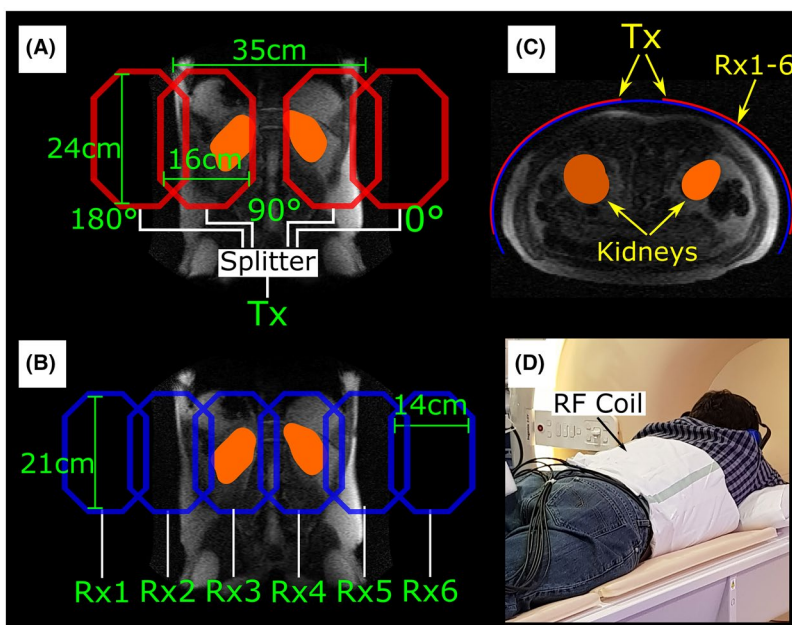 (A)
35cm
24cm
16cm
180°
90°
0°
Splitter
Tx
(B)
14cm
21cm
Rx1
Rx2
Rx3
Rx4
Rx5
Rx6
(C)
Tx
Rx1-6
Kidneys
(D)
RF Coil